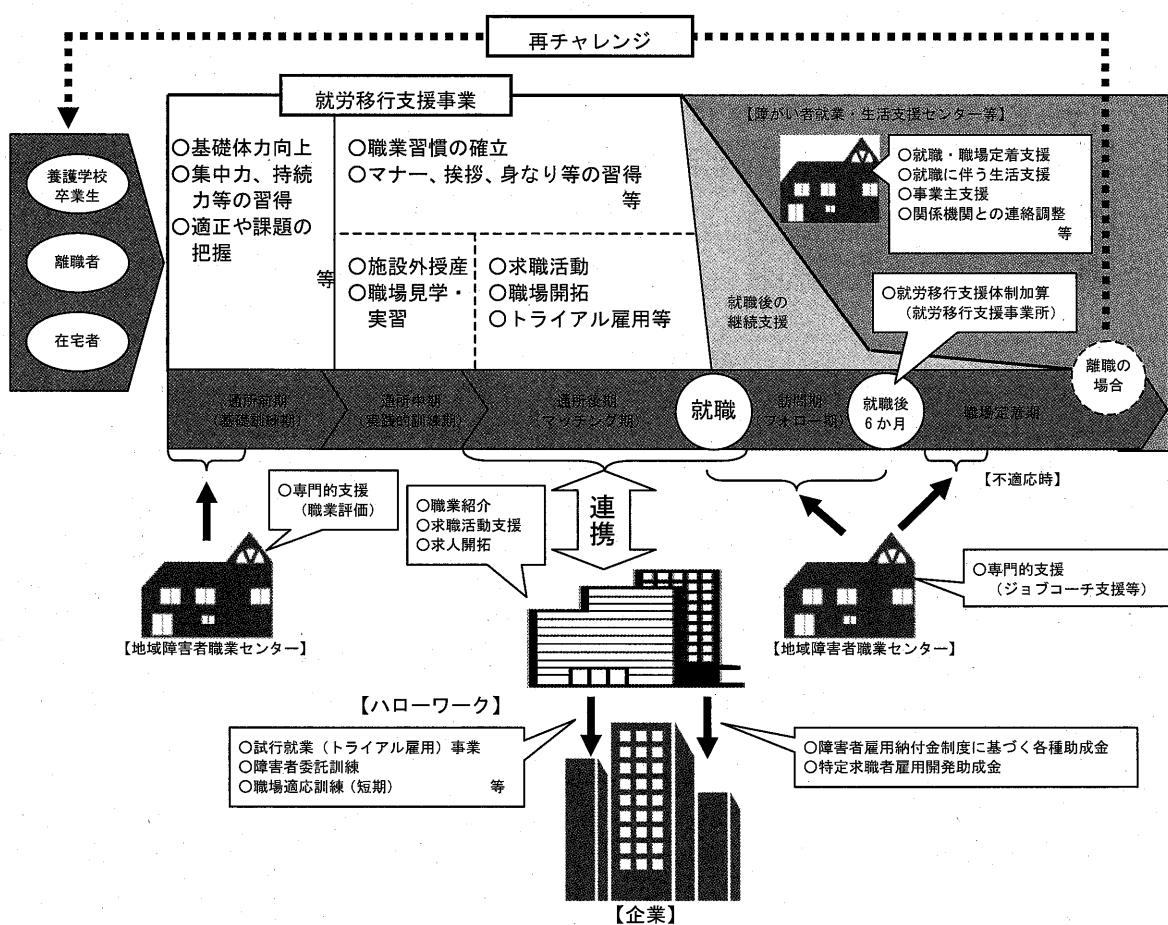 再チャレンジ
就労移行支援事業
【障がい者就業・生活支援センター等】
養護学校
卒業生
離職者
在宅者
○基礎体力向上
○集中力、持続
力等の習得
○適正や課題の
把握
等
○職業習慣の確立
○マナー、挨拶、身なり等の習得
等
○施設外授産
○職場見学・
実習
○求職活動
○職場開拓
○トライアル雇用等
○就職・職場定着支援
○就職に伴う生活支援
○事業主支援
○関係機関との連絡調整
等
就職後の
継続支援
○就労移行支援体制加算
(就労移行支援事業所)
離職の
場合
通所前期
(基礎訓練期)
通所中期
(実践的訓練期)
通所後期
マッチング期)
就職
訪問期
フォロー期)
就職後
6か月
職場定着期
【不適応時】
○専門的支援
(職業評価)
○職業紹介
○求職活動支援
○求人開拓
連携
○専門的支援
(ジョブコーチ支援等)
【地域障害者職業センター】
【地域障害者職業センター】
【ハローワーク】
○試行就業(トライアル雇用)事業
○障害者委託訓練
○職場適応訓練(短期) 等
○障害者雇用納付金制度に基づく各種助成金
○特定求職者雇用開発助成金
【企業】